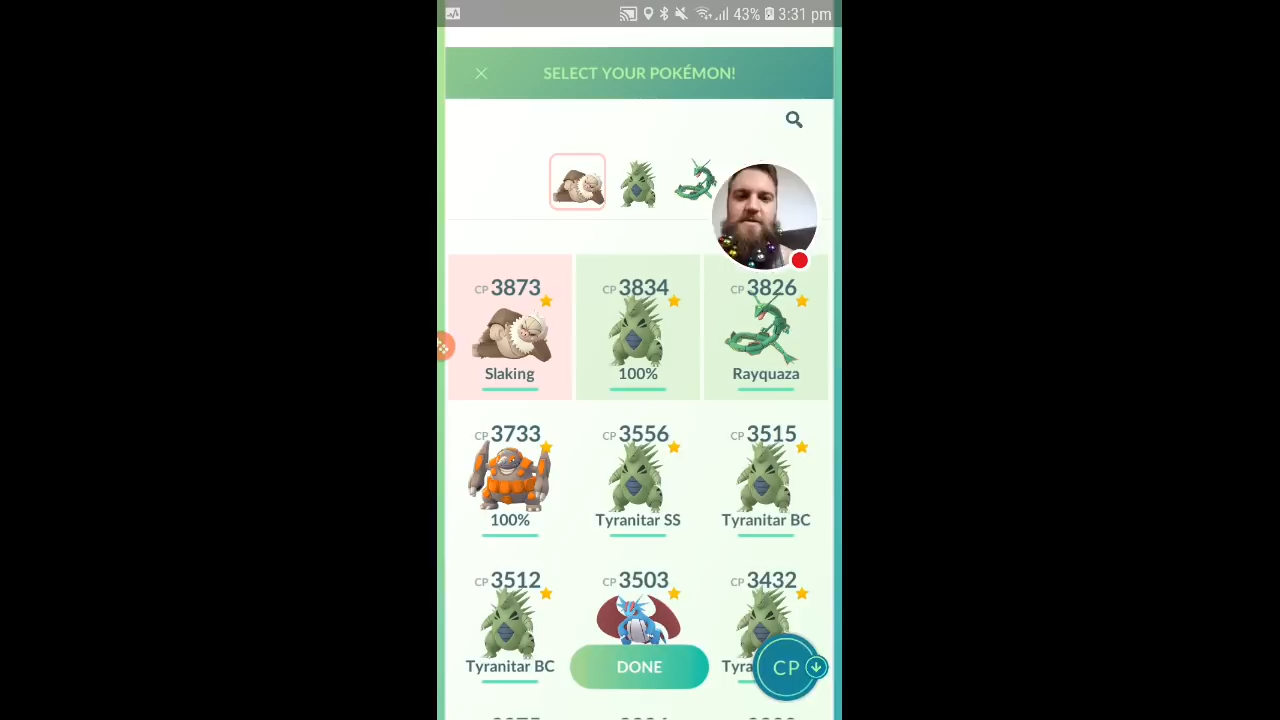 43% 3:31 pm
SELECT YOUR POKÉMON!
CP 3873 CP 3834 CP 3826
Slaking 100% Rayquaza
CP 3733 CP 3556 CP 3515
100% Tyranitar SS Tyranitar BC
CP 3512 CP 3503 CP 3432
Tyranitar BC DONE Tyra CP